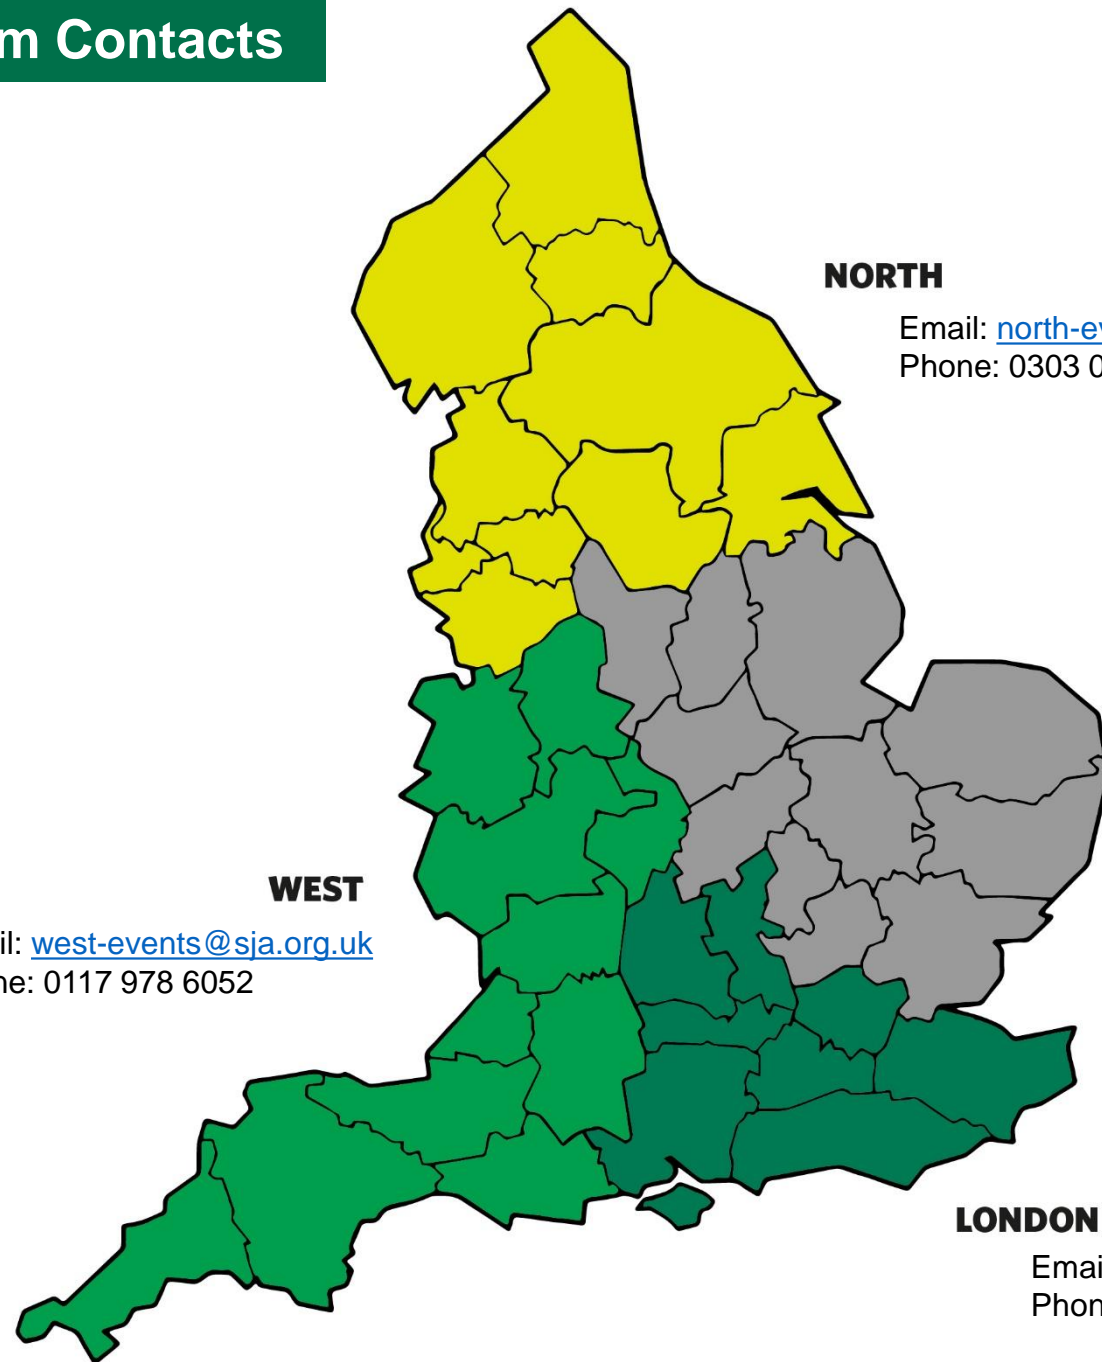 m Contacts
NORTH
Email: north-ev
Phone: 0303 0
WEST
il: west-events@sja.org.uk
ne: 0117 978 6052
LONDON
Emai
Phon